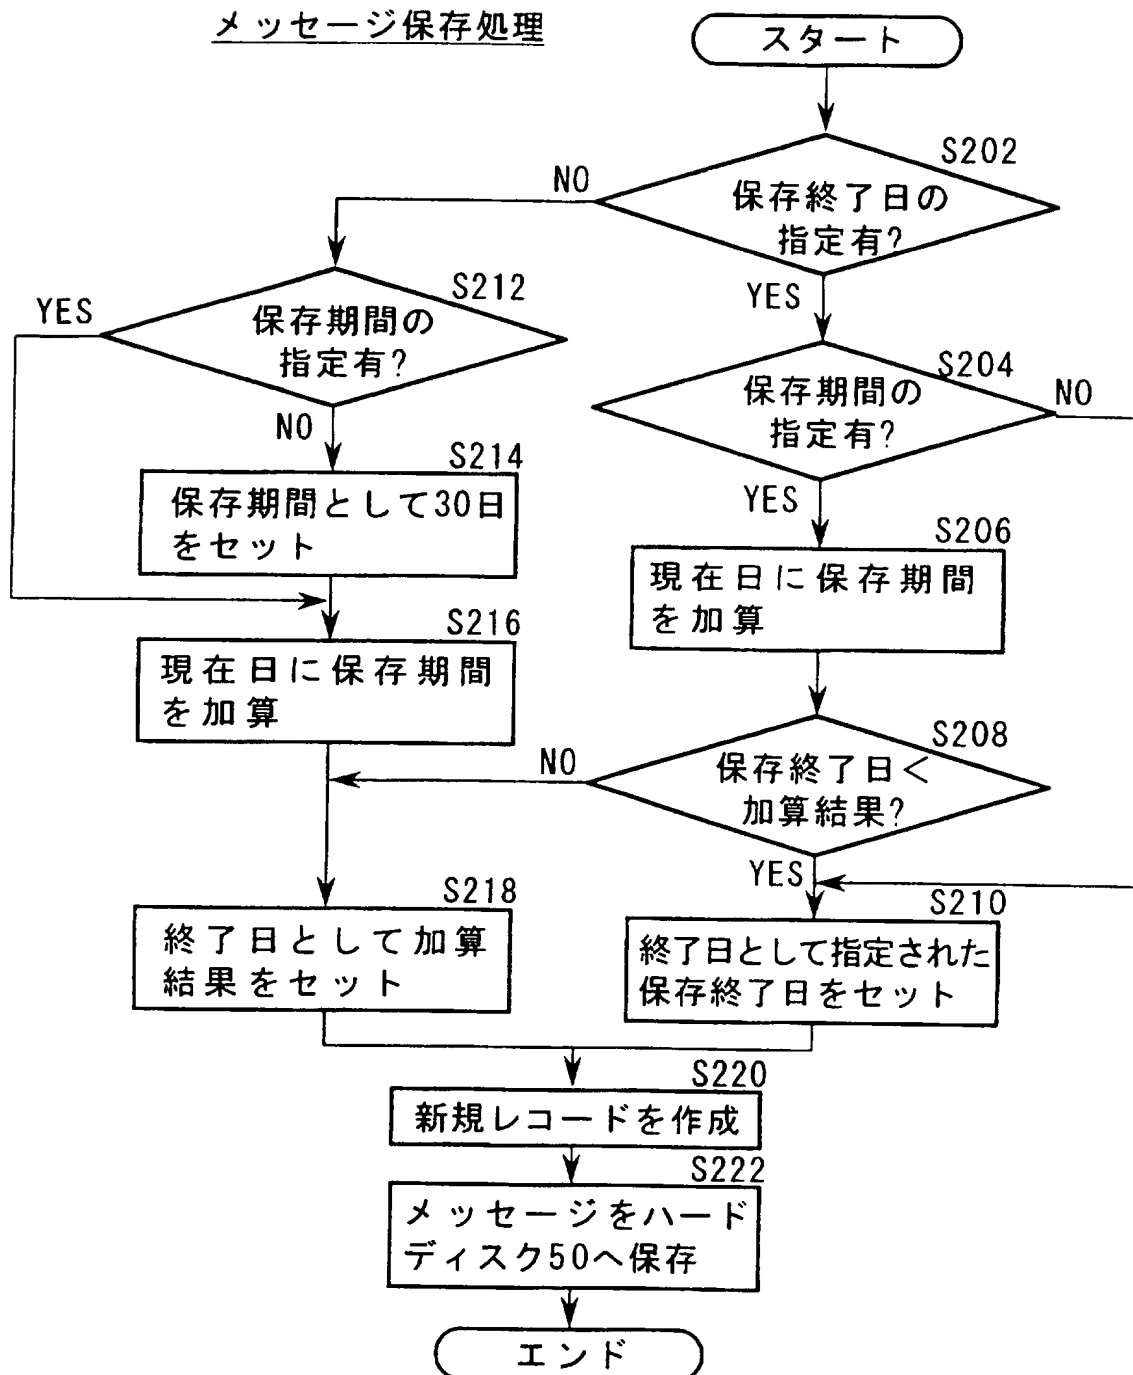 メッセージ保存処理
スタート
S202
NO
保存終了日の
指定有?
YES
S212
YES
保存期間の
指定有?
NO
S204
NO
保存期間の
指定有?
YES
S214
保存期間として30日
をセット
S206
現在日に保存期間
を加算
S216
現在日に保存期間
を加算
S208
NO
保存終了日<
加算結果?
YES
S218
終了日として加算
結果をセット
S210
終了日として指定された
保存終了日をセット
S220
新規レコードを作成
S222
メッセージをハード
ディスク50へ保存
エンド